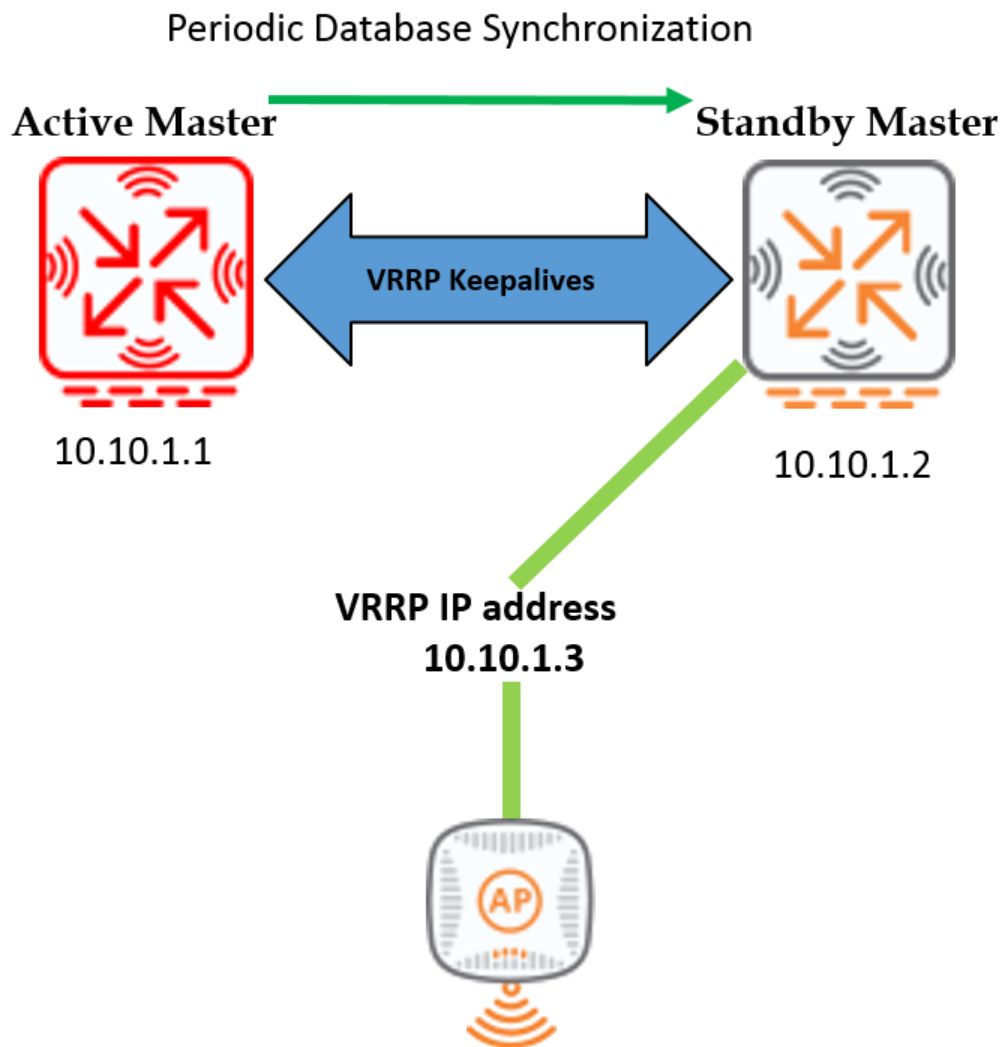 Periodic Database Synchronization
Active Master
Standby Master
VRRP Keepalives
10.10.1.1
10.10.1.2
VRRP IP address
10.10.1.3
AP